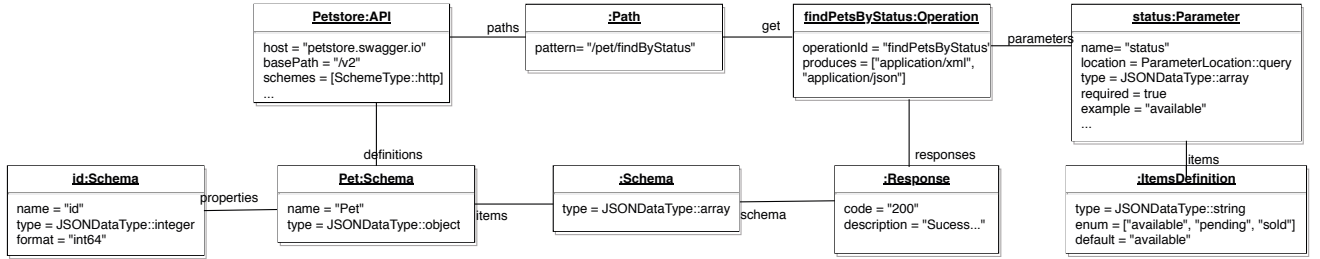 Petstore:API
host = "petstore.swagger.io"
basePath = "/v2"
schemes = [SchemeType::http]
...
paths
:Path
pattern= "/pet/findByStatus"
get
findPetsByStatus:Operation
operationId = "findPetsByStatus"
produces = ["application/xml",
"application/json"]
parameters
status:Parameter
name= "status"
location = ParameterLocation::query
type = JSONDataType::array
required = true
example = "available"
...
definitions
responses
items
id:Schema
name = "id"
type = JSONDataType::integer
format = "int64"
properties
Pet:Schema
name = "Pet"
type = JSONDataType::object
items
:Schema
type = JSONDataType::array
schema
:Response
code = "200"
description = "Sucess..."
:ItemsDefinition
type = JSONDataType::string
enum = ["available", "pending", "sold"]
default = "available"